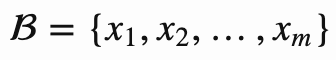 ℬ = {x₁, x₂, … , xₘ}